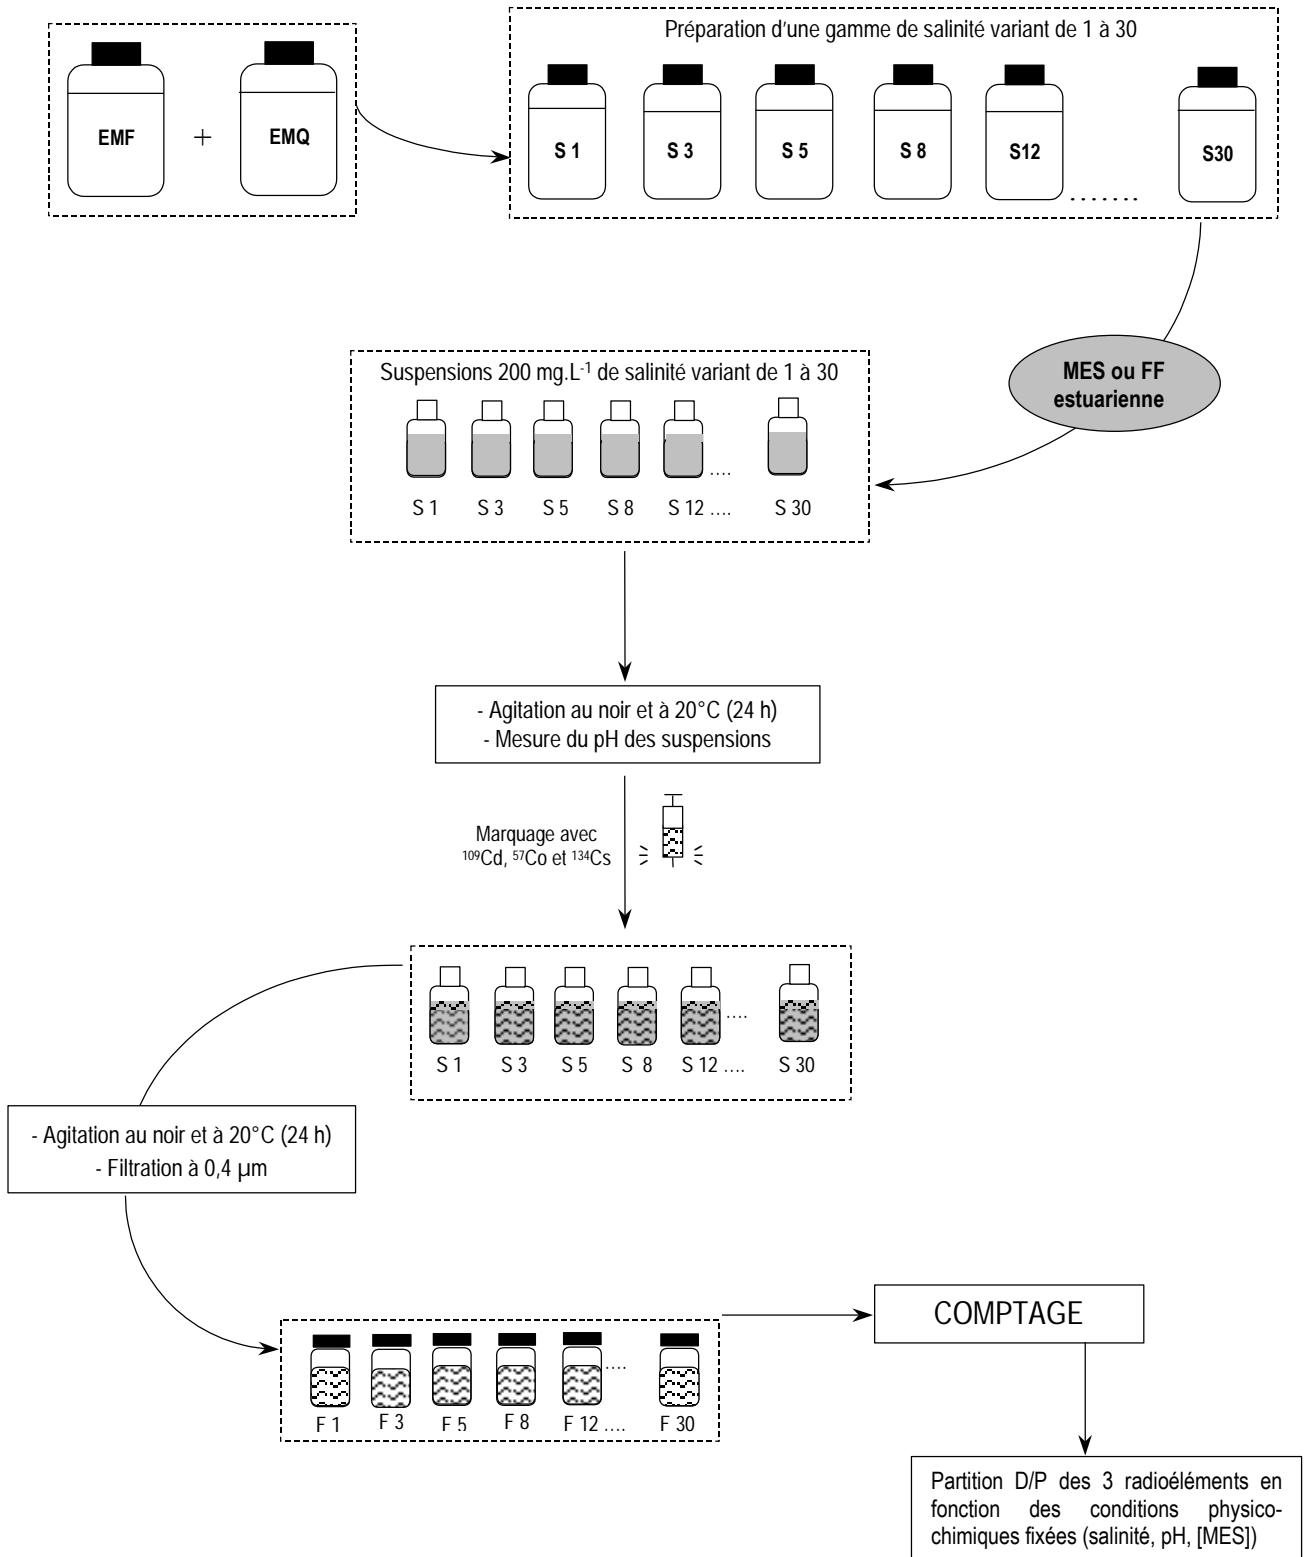 Préparation d'une gamme de salinité variant de 1 à 30
EMF + EMQ
S 1 S 3 S 5 S 8 S12 ....... S30
MES ou FF
estuarienne
Suspensions 200 mg.L⁻¹ de salinité variant de 1 à 30
....
S 1 S 3 S 5 S 8 S 12 .... S 30
- Agitation au noir et à 20°C (24 h)
- Mesure du pH des suspensions
Marquage avec
¹⁰⁹Cd, ⁵⁷Co et ¹³⁴Cs
....
S 1 S 3 S 5 S 8 S 12 .... S 30
- Agitation au noir et à 20°C (24 h)
- Filtration à 0,4 µm
....
F 1 F 3 F 5 F 8 F 12 .... F 30
COMPTAGE
Partition D/P des 3 radioéléments en
fonction des conditions physico-
chimiques fixées (salinité, pH, [MES])